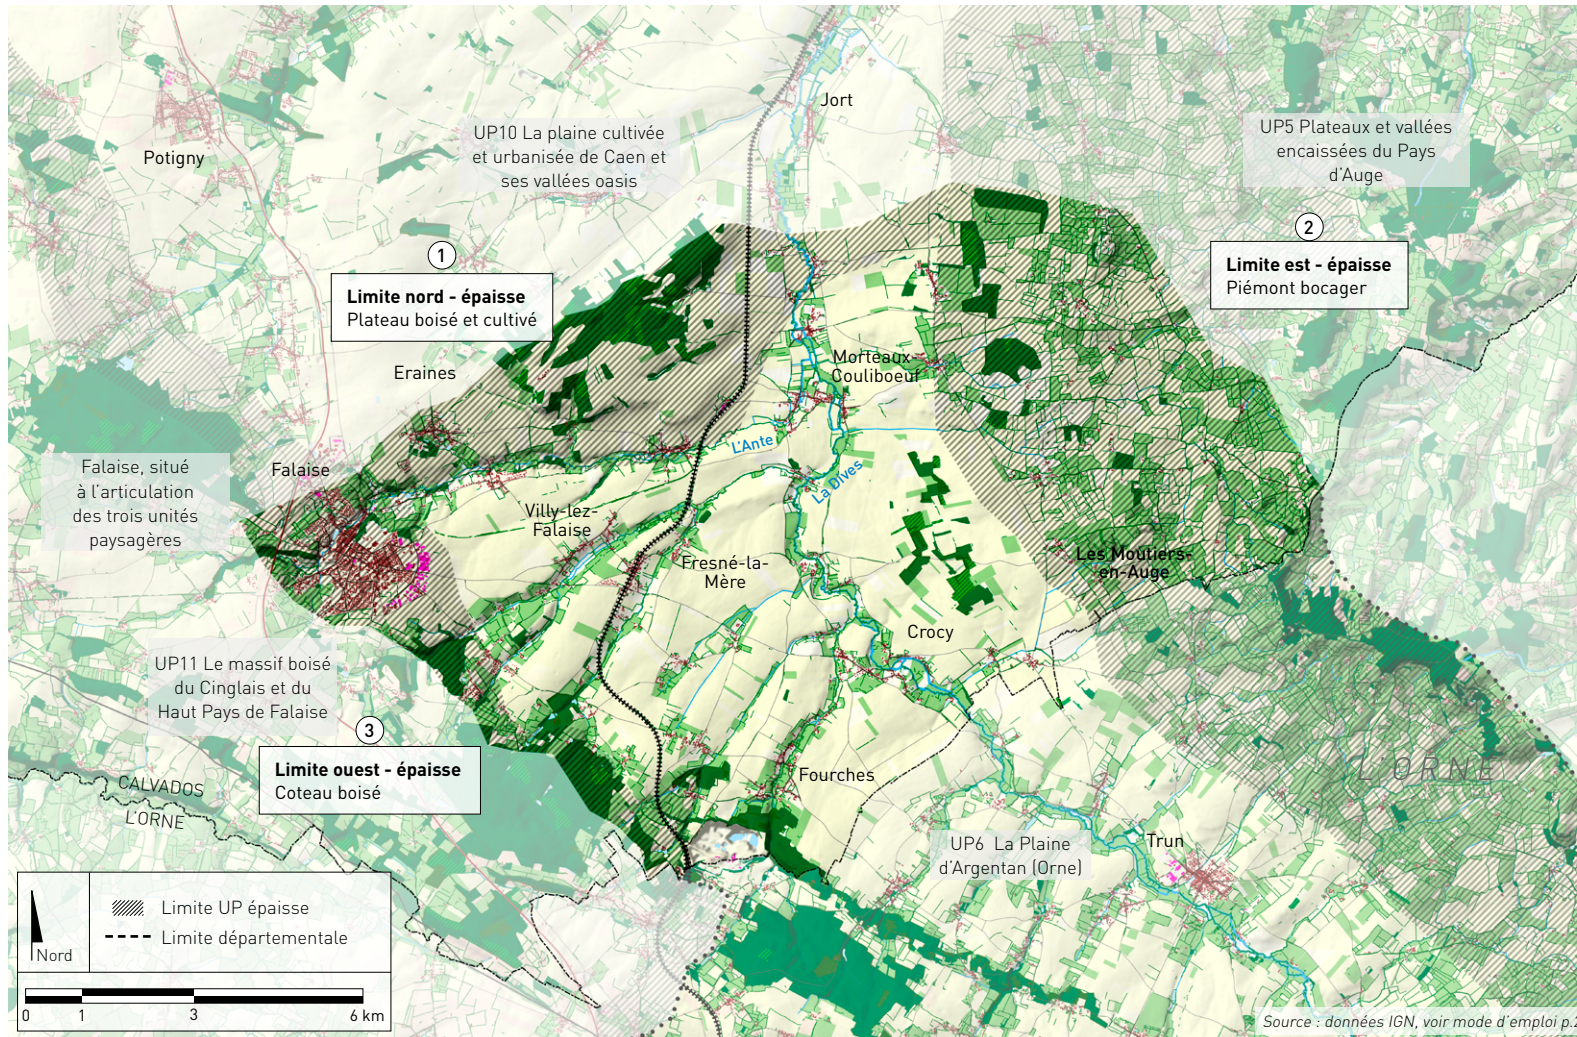 Jort
Potigny
UP10 La plaine cultivée
et urbanisée de Caen et
ses vallées oasis
UP5 Plateaux et vallées
encaissées du Pays
d'Auge
1
Limite nord - épaisse
Plateau boisé et cultivé
2
Limite est - épaisse
Piémont bocager
Eraines
Morteaux-
Couliboeuf
L'Ante
La Dives
Falaise, situé
à l'articulation
des trois unités
paysagères
Falaise
Villy-lez-
Falaise
Fresné-la-
Mère
Les Moutiers-
en-Auge
Crocy
UP11 Le massif boisé
du Cinglais et du
Haut Pays de Falaise
3
Limite ouest - épaisse
Coteau boisé
Fourches
CALVADOS
L'ORNE
L'ORNE
UP6 La Plaine
d'Argentan (Orne)
Trun
Nord
Limite UP épaisse
Limite départementale
0 1 3 6 km
Source : données IGN, voir mode d'emploi p.2